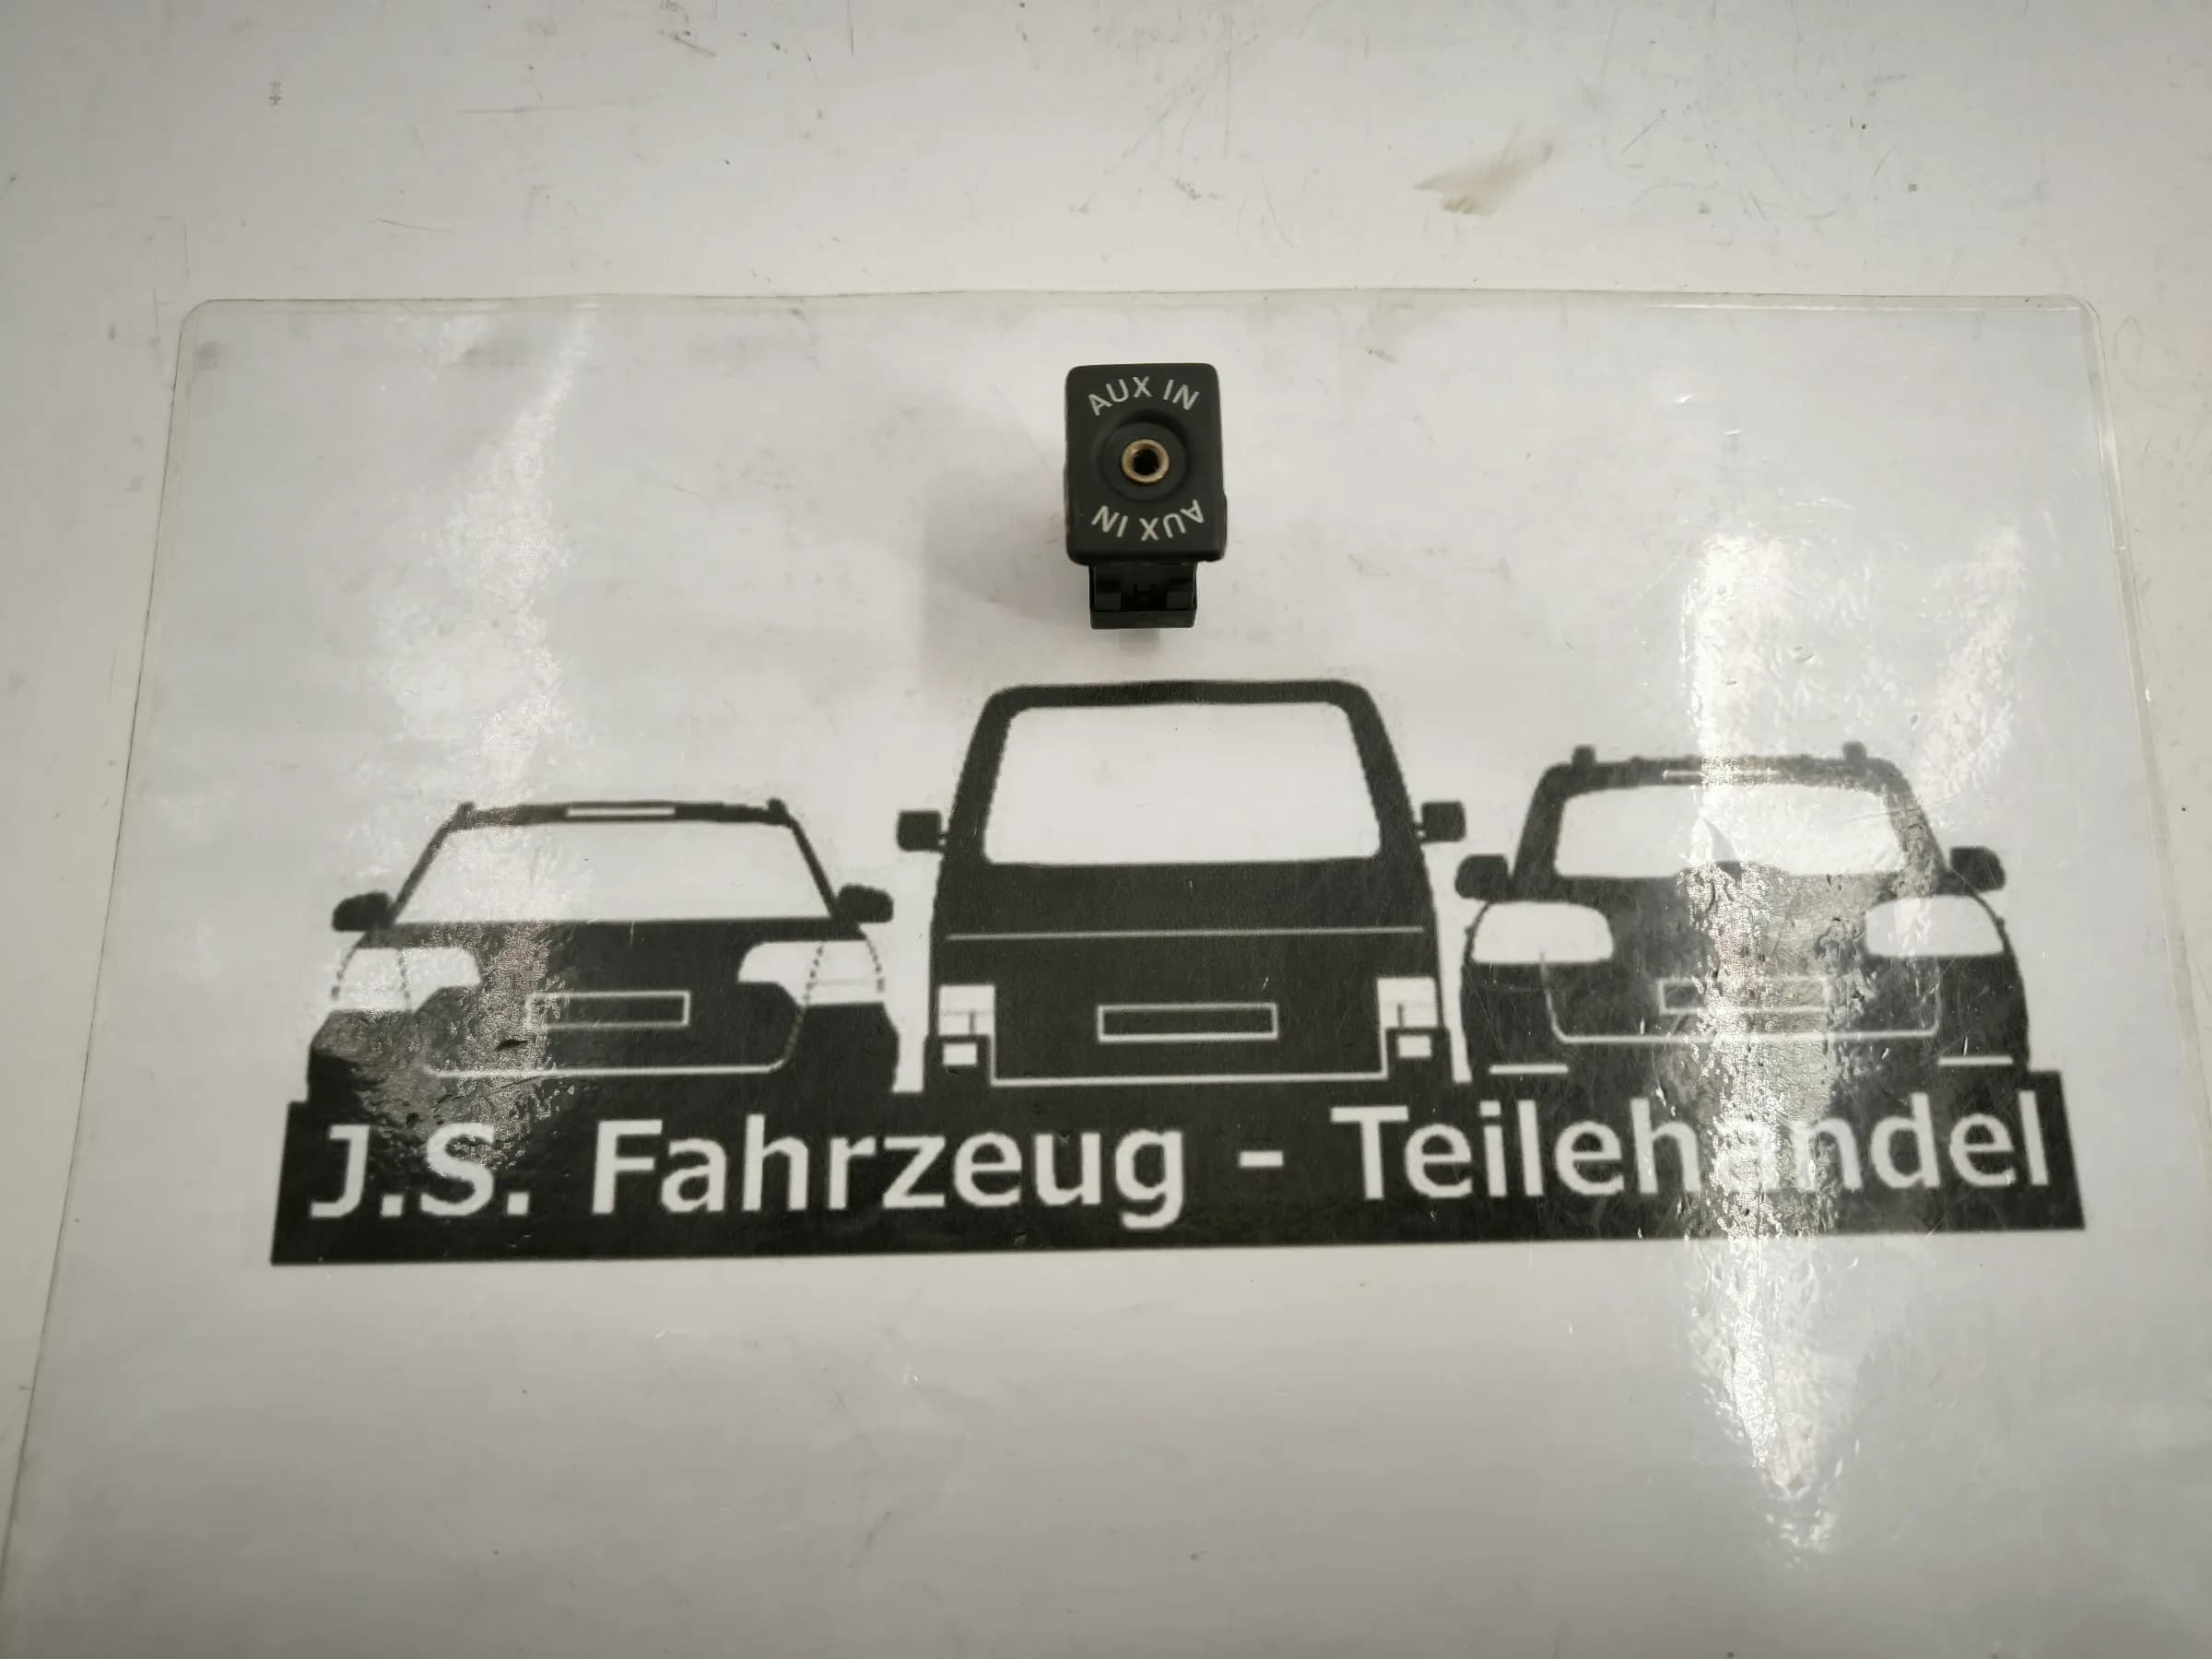 AUX IN
AUX IN
J.S. Fahrzeug - Teilehandel